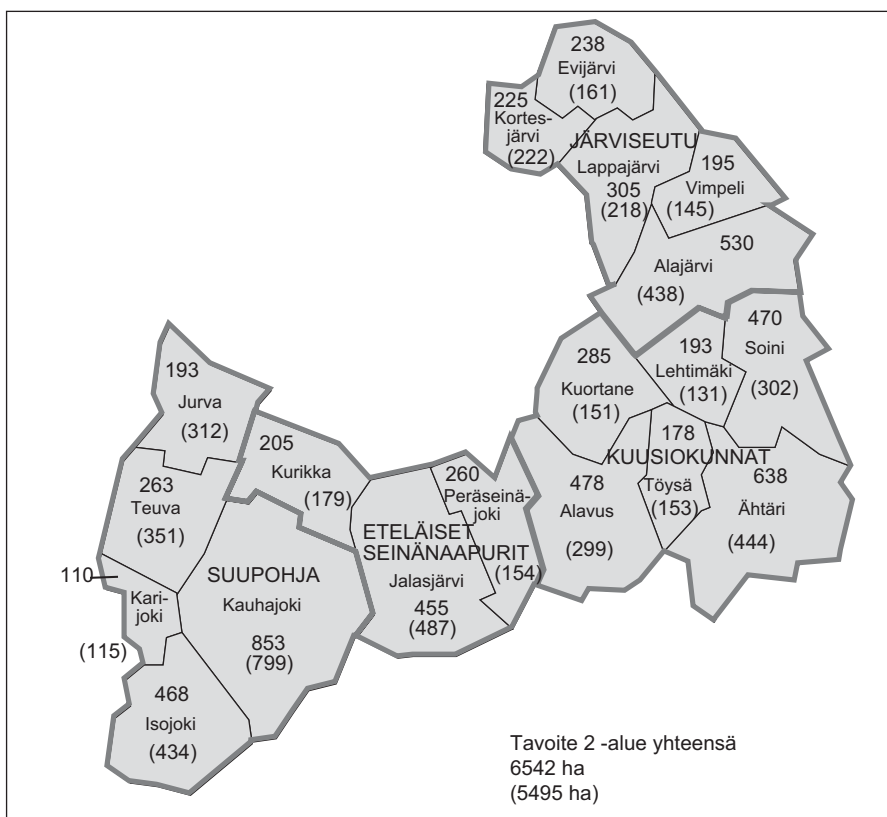 238
Evijärvi
(161)
225
Kortes-
järvi
(222)
JÄRVISEUTU
Lappajärvi
305
(218)
195
Vimpeli
(145)
530
Alajärvi
(438)
470
Soini
(302)
193
Lehtimäki
(131)
285
Kuortane
(151)
178
KUUSIOKUNNAT
Töysä
(153)
638
Ähtäri
(444)
478
Alavus
(299)
193
Jurva
(312)
205
Kurikka
(179)
260
Peräseinä-
joki
(154)
263
Teuva
(351)
ETELÄISET
SEINÄNAAPURIT
Jalasjärvi
455
(487)
110
Kari-
joki
(115)
SUUPOHJA
Kauhajoki
853
(799)
468
Isojoki
(434)
Tavoite 2 -alue yhteensä
6542 ha
(5495 ha)